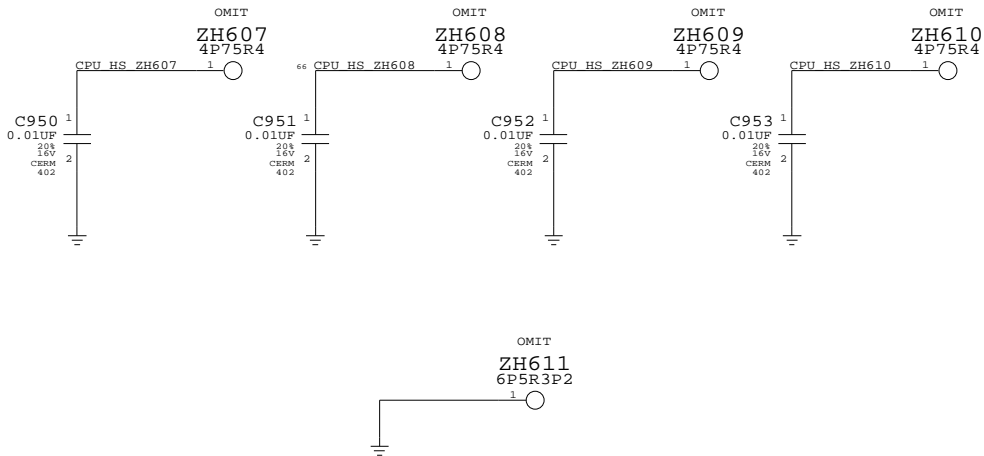 OMIT
ZH607
4P75R4
CPU_HS_ZH607 1
C950 1
0.01UF
20%
16V
CERM
402
2
OMIT
ZH608
4P75R4
66 CPU_HS_ZH608 1
C951 1
0.01UF
20%
16V
CERM
402
2
OMIT
ZH609
4P75R4
CPU_HS_ZH609 1
C952 1
0.01UF
20%
16V
CERM
402
2
OMIT
ZH610
4P75R4
CPU_HS_ZH610 1
C953 1
0.01UF
20%
16V
CERM
402
2
OMIT
ZH611
6P5R3P2
1